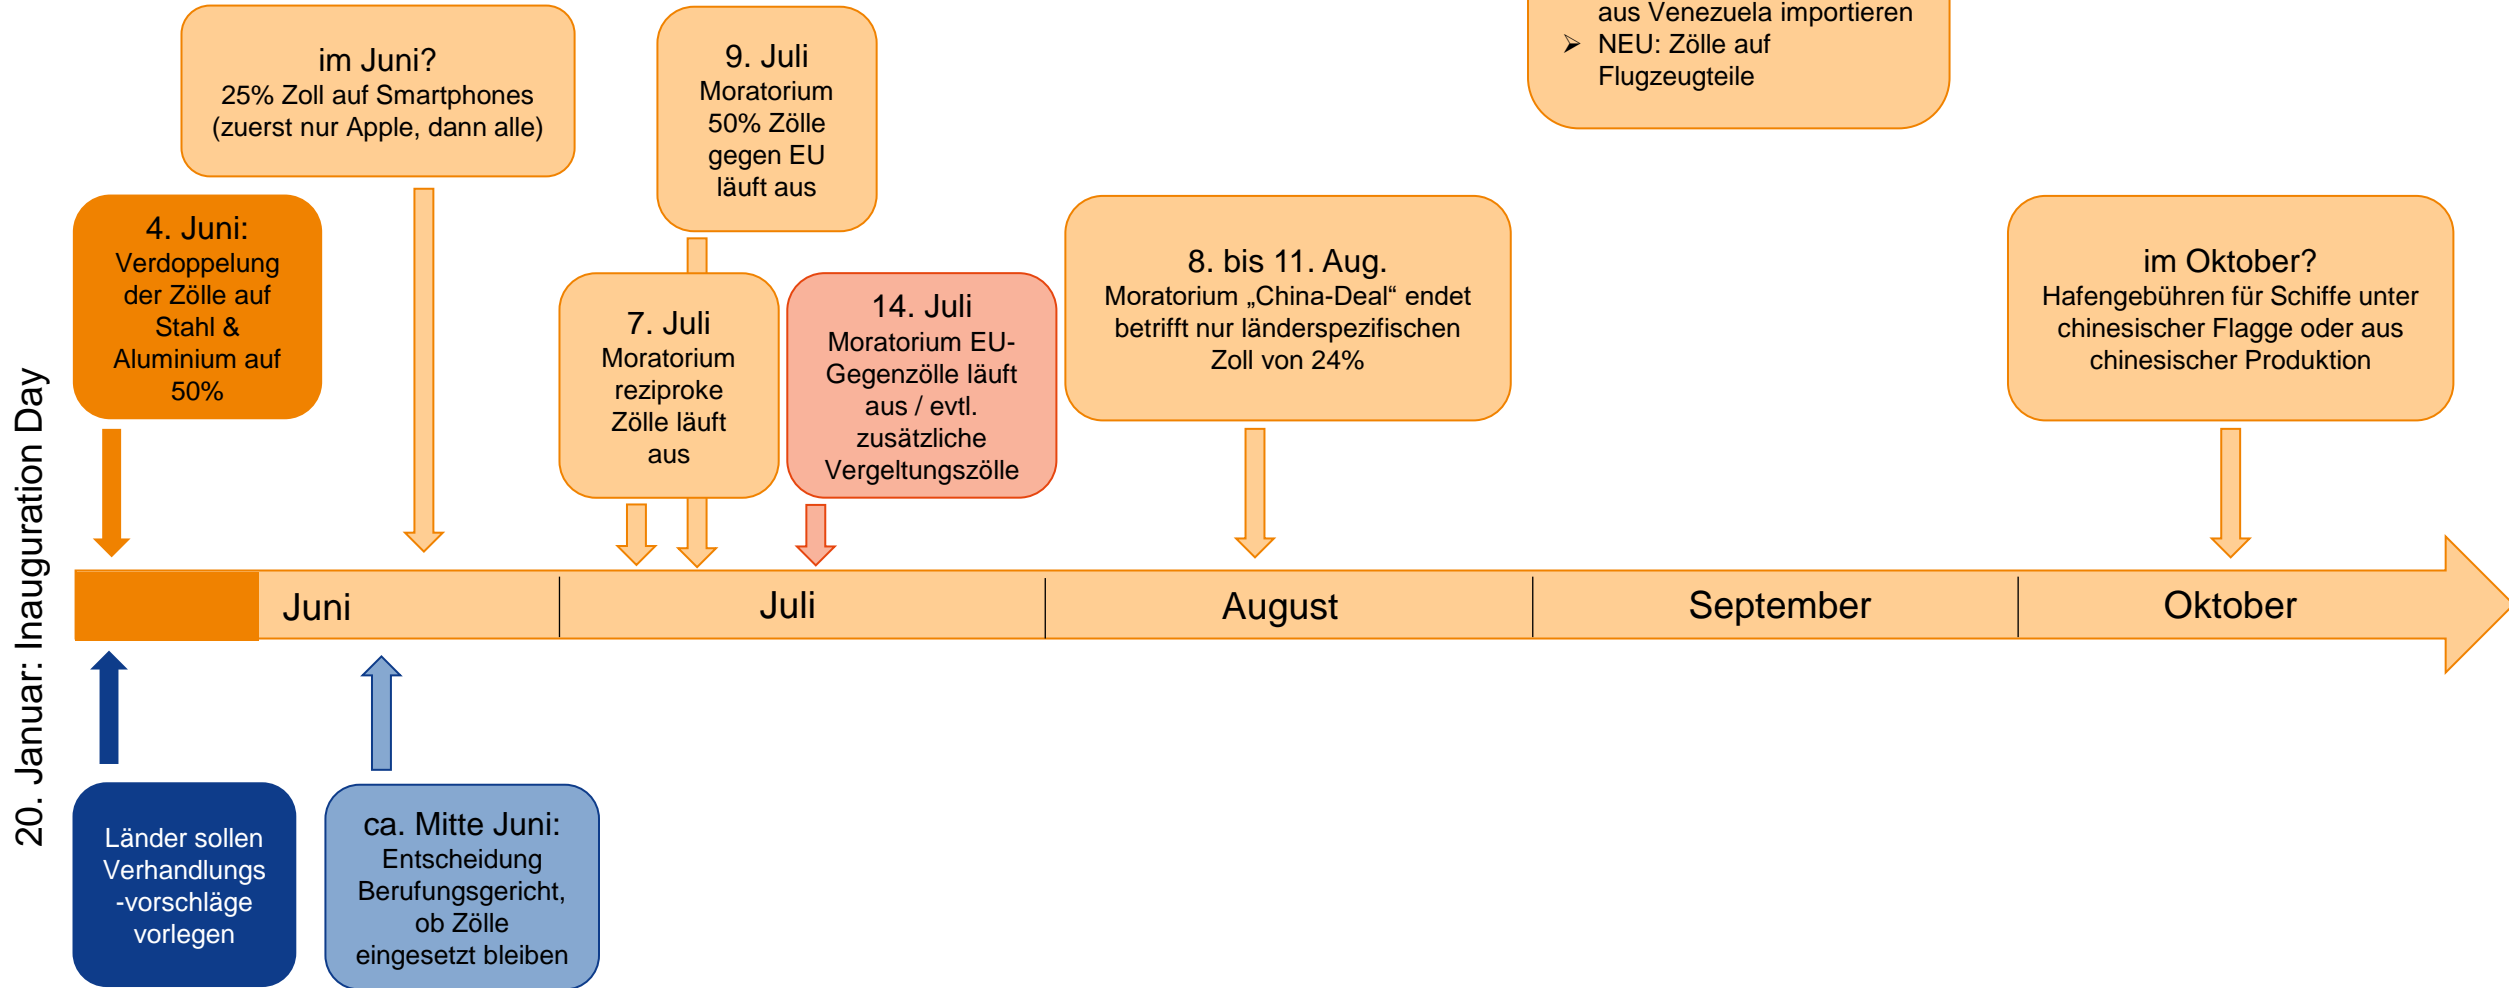 aus Venezuela importieren
➢ NEU: Zölle auf
Flugzeugteile
im Juni?
25% Zoll auf Smartphones
(zuerst nur Apple, dann alle)
9. Juli
Moratorium
50% Zölle
gegen EU
läuft aus
4. Juni:
Verdoppelung
der Zölle auf
Stahl &
Aluminium auf
50%
7. Juli
Moratorium
reziproke
Zölle läuft
aus
14. Juli
Moratorium EU-
Gegenzölle läuft
aus / evtl.
zusätzliche
Vergeltungszölle
8. bis 11. Aug.
Moratorium „China-Deal“ endet
betrifft nur länderspezifischen
Zoll von 24%
im Oktober?
Hafengebühren für Schiffe unter
chinesischer Flagge oder aus
chinesischer Produktion
20. Januar: Inauguration Day
Juni
Juli
August
September
Oktober
Länder sollen
Verhandlungs
-vorschläge
vorlegen
ca. Mitte Juni:
Entscheidung
Berufungsgericht,
ob Zölle
eingesetzt bleiben